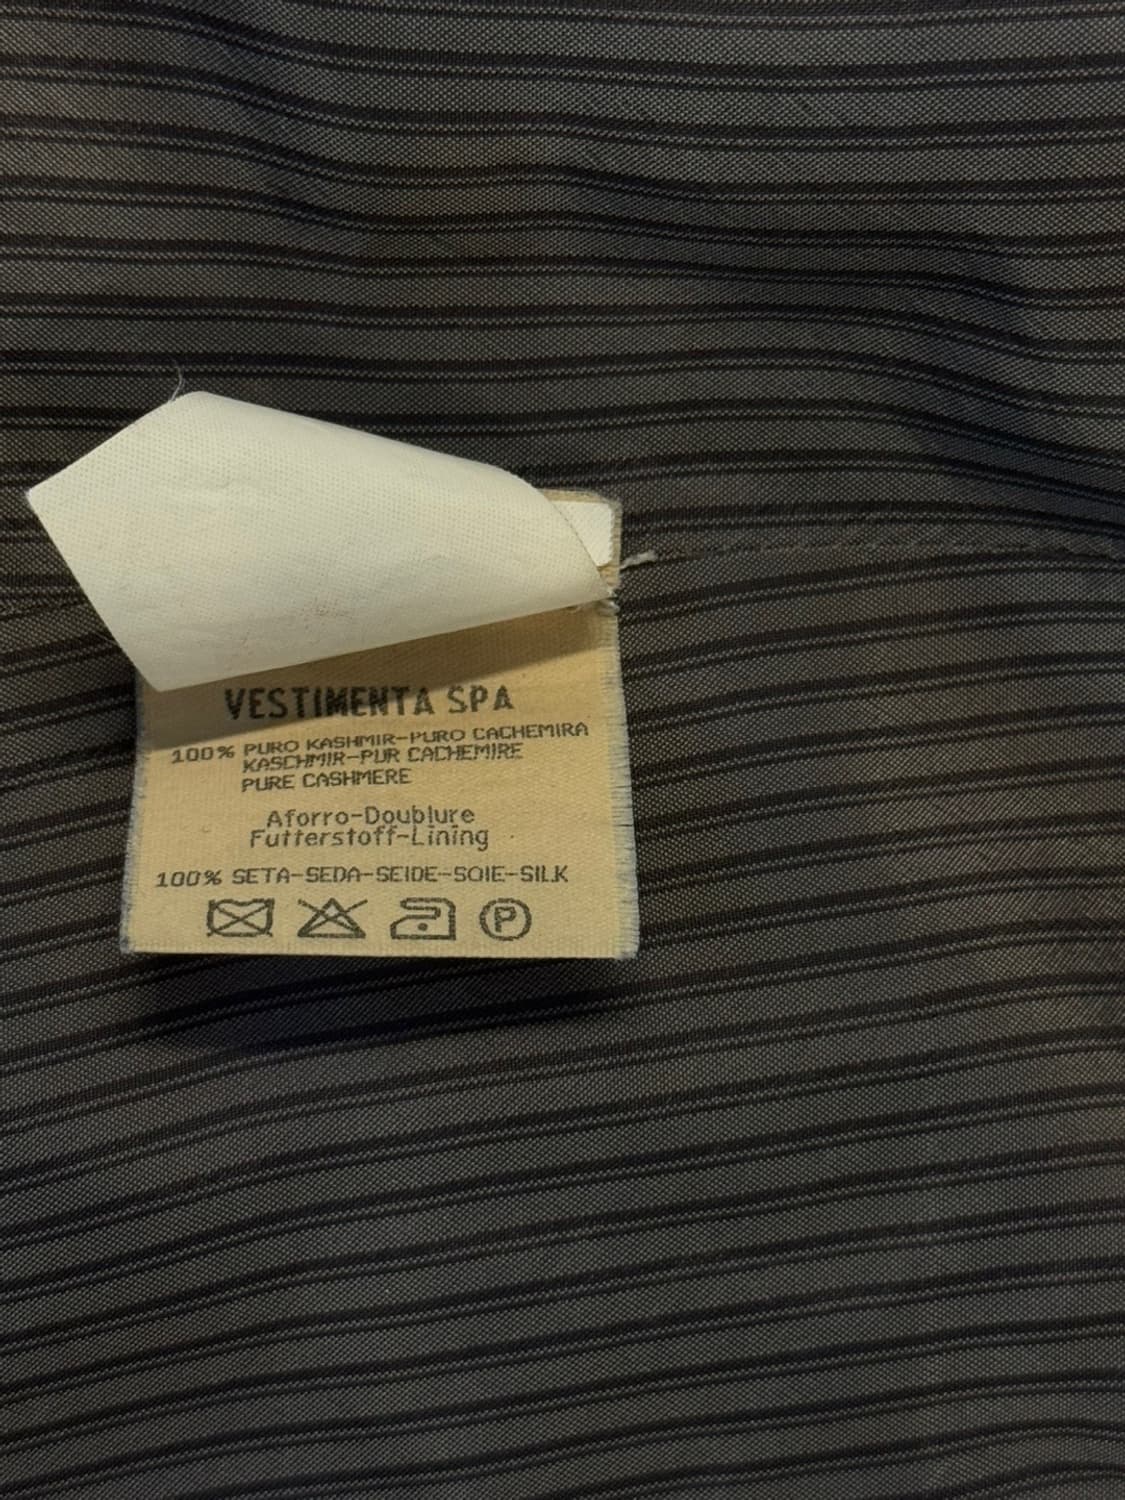 VESTIMENTA SPA
100% PURO KASHMIR-PURO CACHEMIRA
KASCHMIR-PUR CACHEMIRE
PURE CASHMERE
Aforro-Doublure
Futterstoff-Lining
100% SETA-SEDA-SEIDE-SOIE-SILK
P